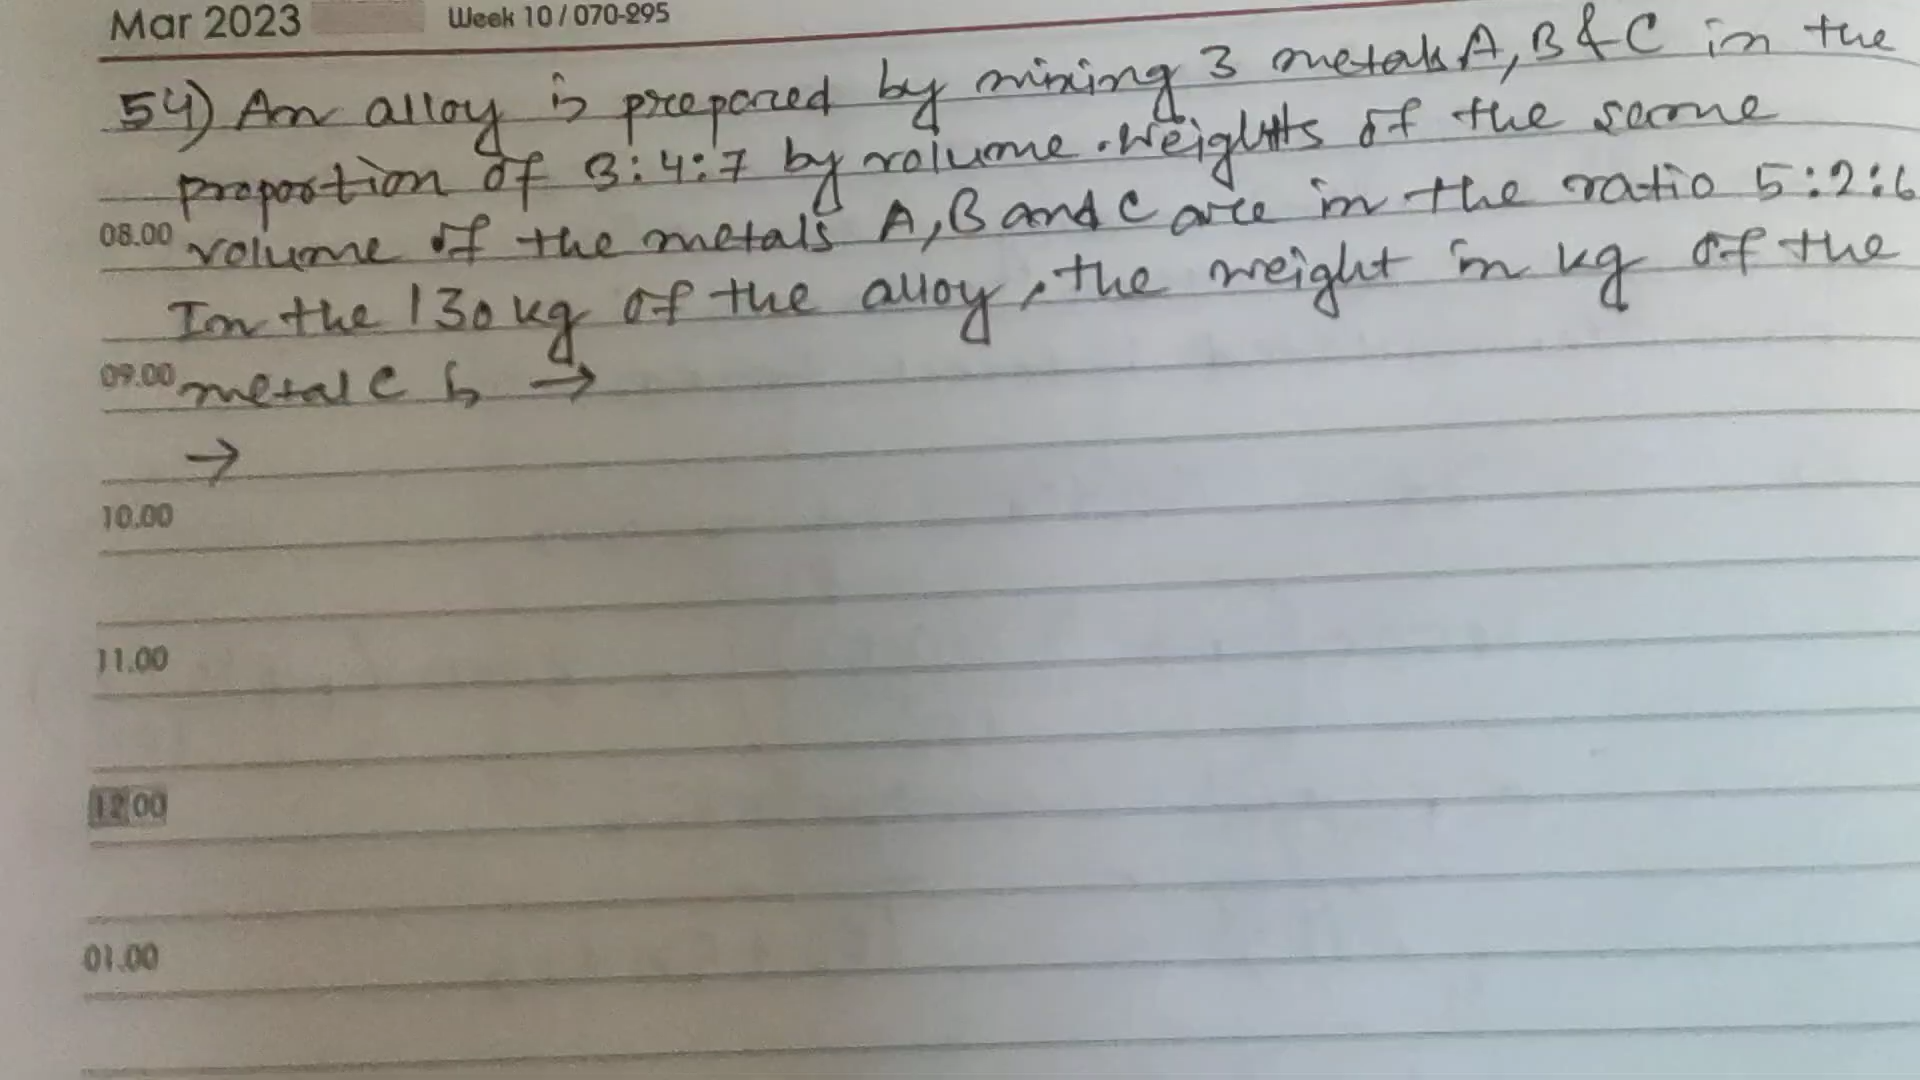 Mar 2023 Week 10/070-295
54) An alloy is prepared by mixing 3 metals A, B & C in the
proportion of 3:4:7 by volume. Weights of the same
08.00 volume of the metals A, B and C are in the ratio 5:2:6
In the 130 kg of the alloy, the weight in kg of the
09.00 metal C is →
→
10.00
11.00
12.00
01.00